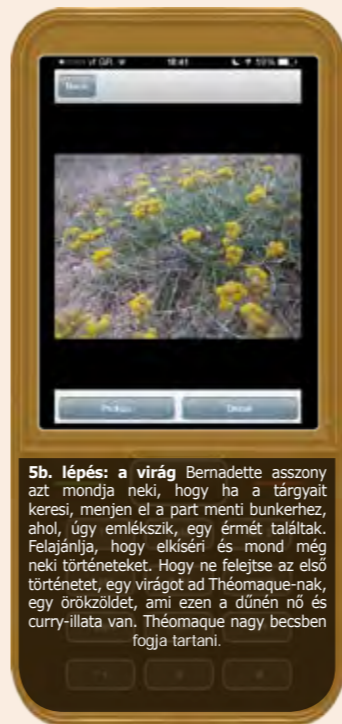 18:41
5b. lépés: a virág Bernadette asszony
azt mondja neki, hogy ha a tárgyait
keresi, menjen el a part menti bunkerhez,
ahol, úgy emlékszik, egy érmét találtak.
Felajánlja, hogy elkíséri és mond még
neki történeteket. Hogy ne felejtse az első
történetet, egy virágot ad Théomaque-nak,
egy örökzöldet, ami ezen a dűnén nő és
curry-illata van. Théomaque nagy becsben
fogja tartani.